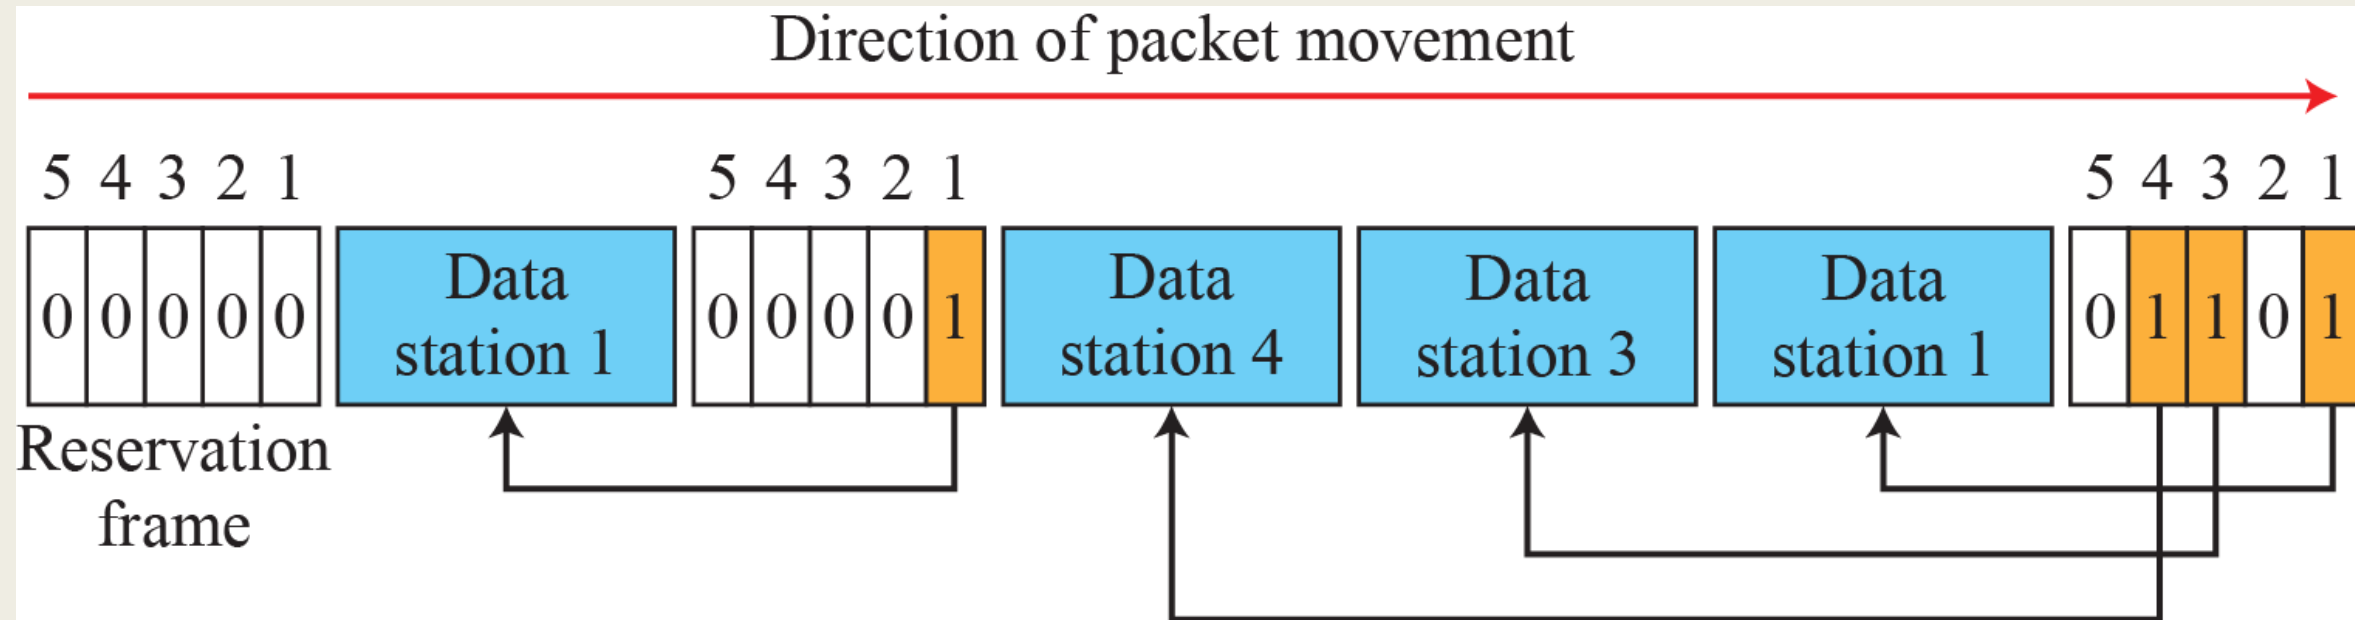 Direction of packet movement
5 4 3 2 1
5 4 3 2 1
5 4 3 2 1
0 0 0 0 0
Data
station 1
0 0 0 0 1
Data
station 4
Data
station 3
Data
station 1
0 1 1 0 1
Reservation
frame